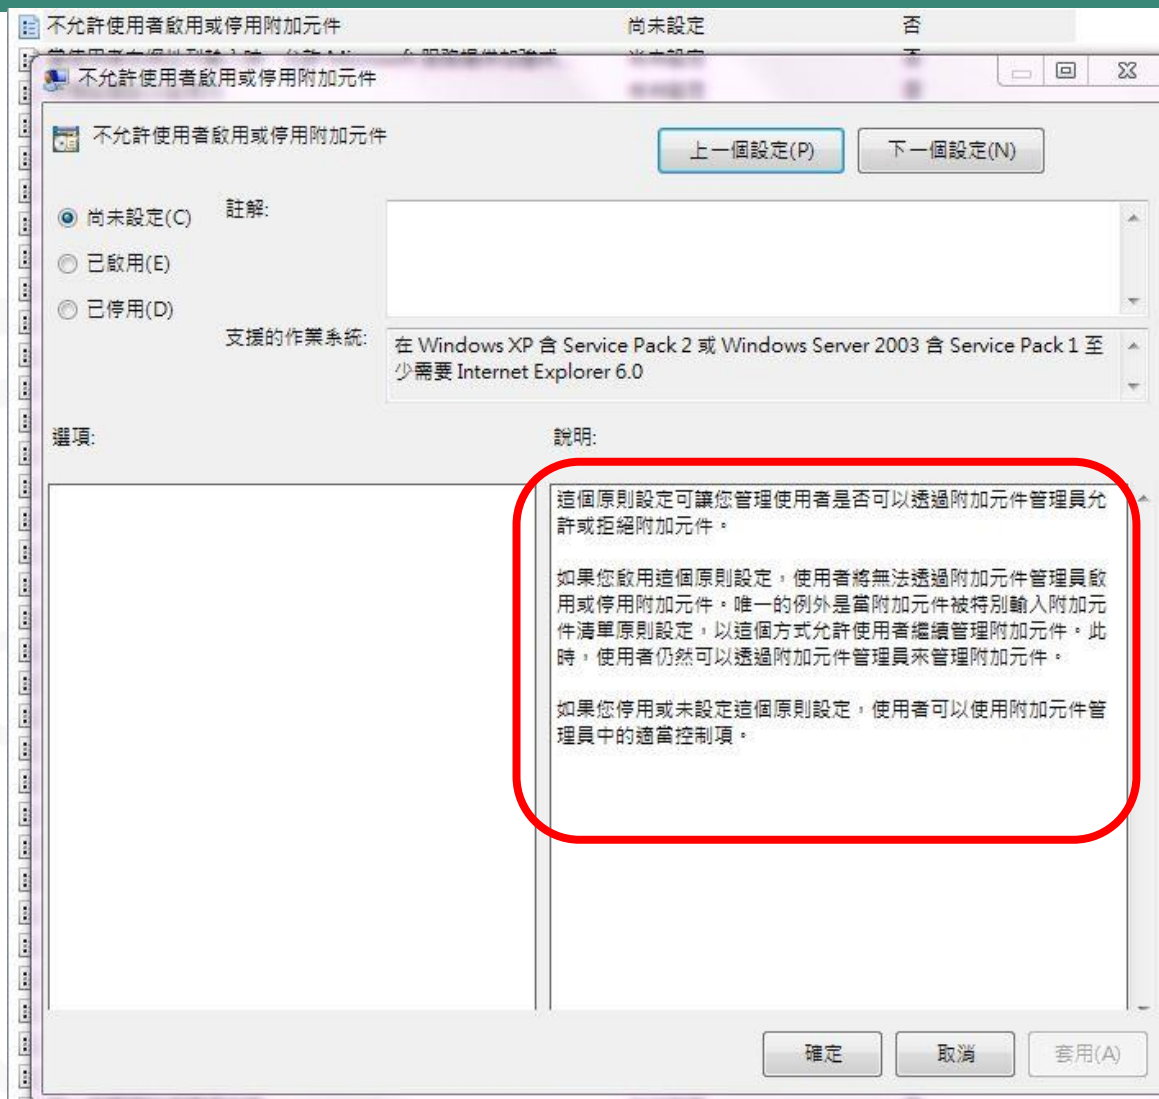 不允許使用者啟用或停用附加元件 尚未設定 否
不允許使用者啟用或停用附加元件
不允許使用者啟用或停用附加元件
上一個設定(P) 下一個設定(N)
尚未設定(C) 註解:
已啟用(E)
已停用(D)
支援的作業系統:
在 Windows XP 含 Service Pack 2 或 Windows Server 2003 含 Service Pack 1 至
少需要 Internet Explorer 6.0
選項: 說明:
這個原則設定可讓您管理使用者是否可以透過附加元件管理員允
許或拒絕附加元件。
如果您啟用這個原則設定，使用者將無法透過附加元件管理員啟
用或停用附加元件。唯一的例外是當附加元件被特別輸入附加元
件清單原則設定，以這個方式允許使用者繼續管理附加元件。此
時，使用者仍然可以透過附加元件管理員來管理附加元件。
如果您停用或未設定這個原則設定，使用者可以使用附加元件管
理員中的適當控制項。
確定 取消 套用(A)